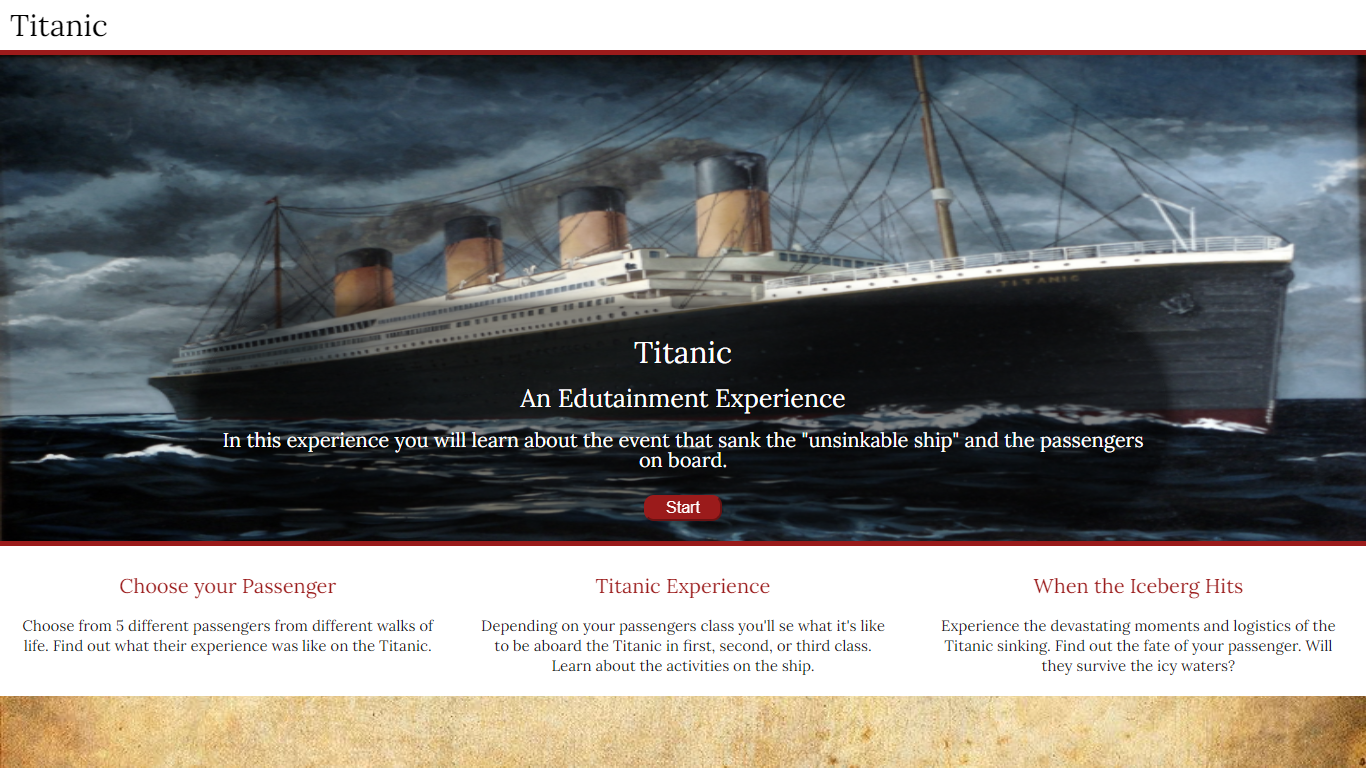 Titanic
TITANIC
Titanic
An Edutainment Experience
In this experience you will learn about the event that sank the "unsinkable ship" and the passengers
on board.
Start
Choose your Passenger
Choose from 5 different passengers from different walks of
life. Find out what their experience was like on the Titanic.
Titanic Experience
Depending on your passengers class you'll se what it's like
to be aboard the Titanic in first, second, or third class.
Learn about the activities on the ship.
When the Iceberg Hits
Experience the devastating moments and logistics of the
Titanic sinking. Find out the fate of your passenger. Will
they survive the icy waters?